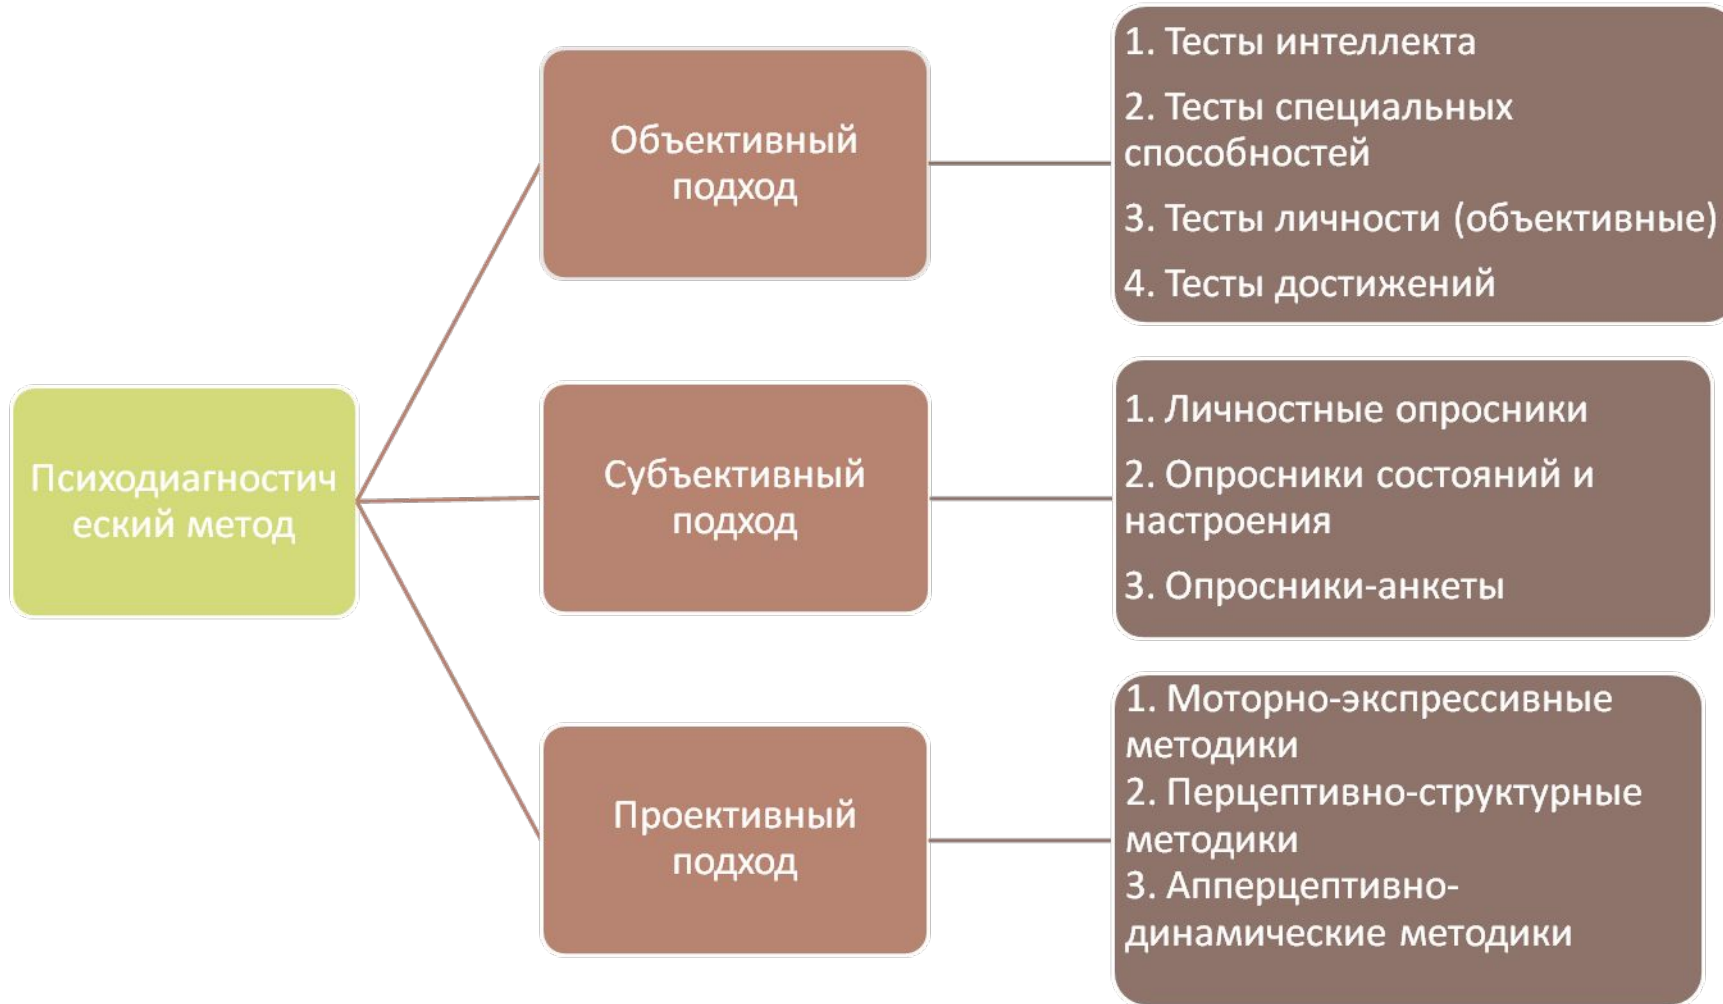 Психодиагностич
еский метод
Объективный
подход
1. Тесты интеллекта
2. Тесты специальных
способностей
3. Тесты личности (объективные)
4. Тесты достижений
Субъективный
подход
1. Личностные опросники
2. Опросники состояний и
настроения
3. Опросники-анкеты
Проективный
подход
1. Моторно-экспрессивные
методики
2. Перцептивно-структурные
методики
3. Апперцептивно-
динамические методики